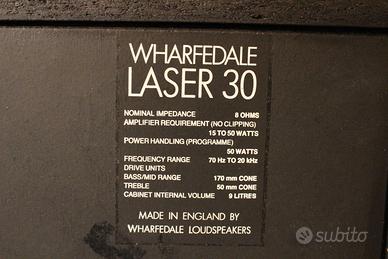 WHARFEDALE
LASER 30
NOMINAL IMPEDANCE 8 OHMS
AMPLIFIER REQUIREMENT (NO CLIPPING)
15 TO 50 WATTS
POWER HANDLING (PROGRAMME)
50 WATTS
FREQUENCY RANGE 70 Hz TO 20 kHz
DRIVE UNITS
BASS/MID RANGE 170 mm CONE
TREBLE 50 mm CONE
CABINET INTERNAL VOLUME 9 LITRES
MADE IN ENGLAND BY
WHARFEDALE LOUDSPEAKERS
subito